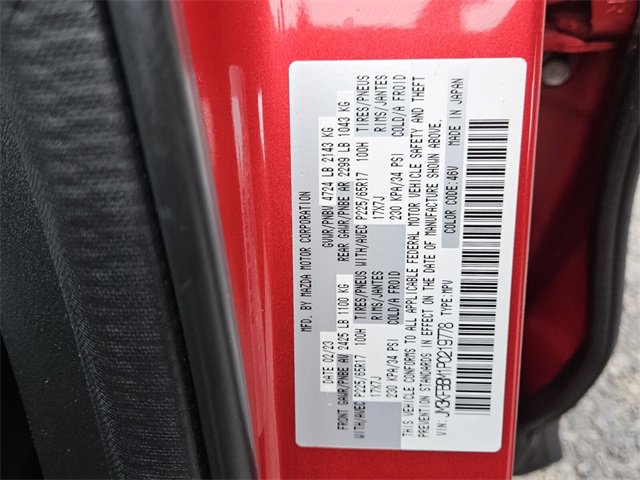 MFD. BY MAZDA MOTOR CORPORATION
DATE 02/23 GVWR/PNBV 4724 LB 2143 KG
FRONT GAWR/PNBE AV 2425 LB 1100 KG REAR GAWR/PNBE AR 2299 LB 1043 KG
WITH/AVEC P225/65R17 100H TIRES/PNEUS WITH/AVEC P225/65R17 100H TIRES/PNEUS
17X7J RIMS/JANTES 17X7J RIMS/JANTES
230 KPA/34 PSI COLD/A FROID 230 KPA/34 PSI COLD/A FROID
THIS VEHICLE CONFORMS TO ALL APPLICABLE FEDERAL MOTOR VEHICLE SAFETY AND THEFT
PREVENTION STANDARDS IN EFFECT ON THE DATE OF MANUFACTURE SHOWN ABOVE.
VIN: JM3KFBBM1P0219778 TYPE:MPV COLOR CODE:46V MADE IN JAPAN